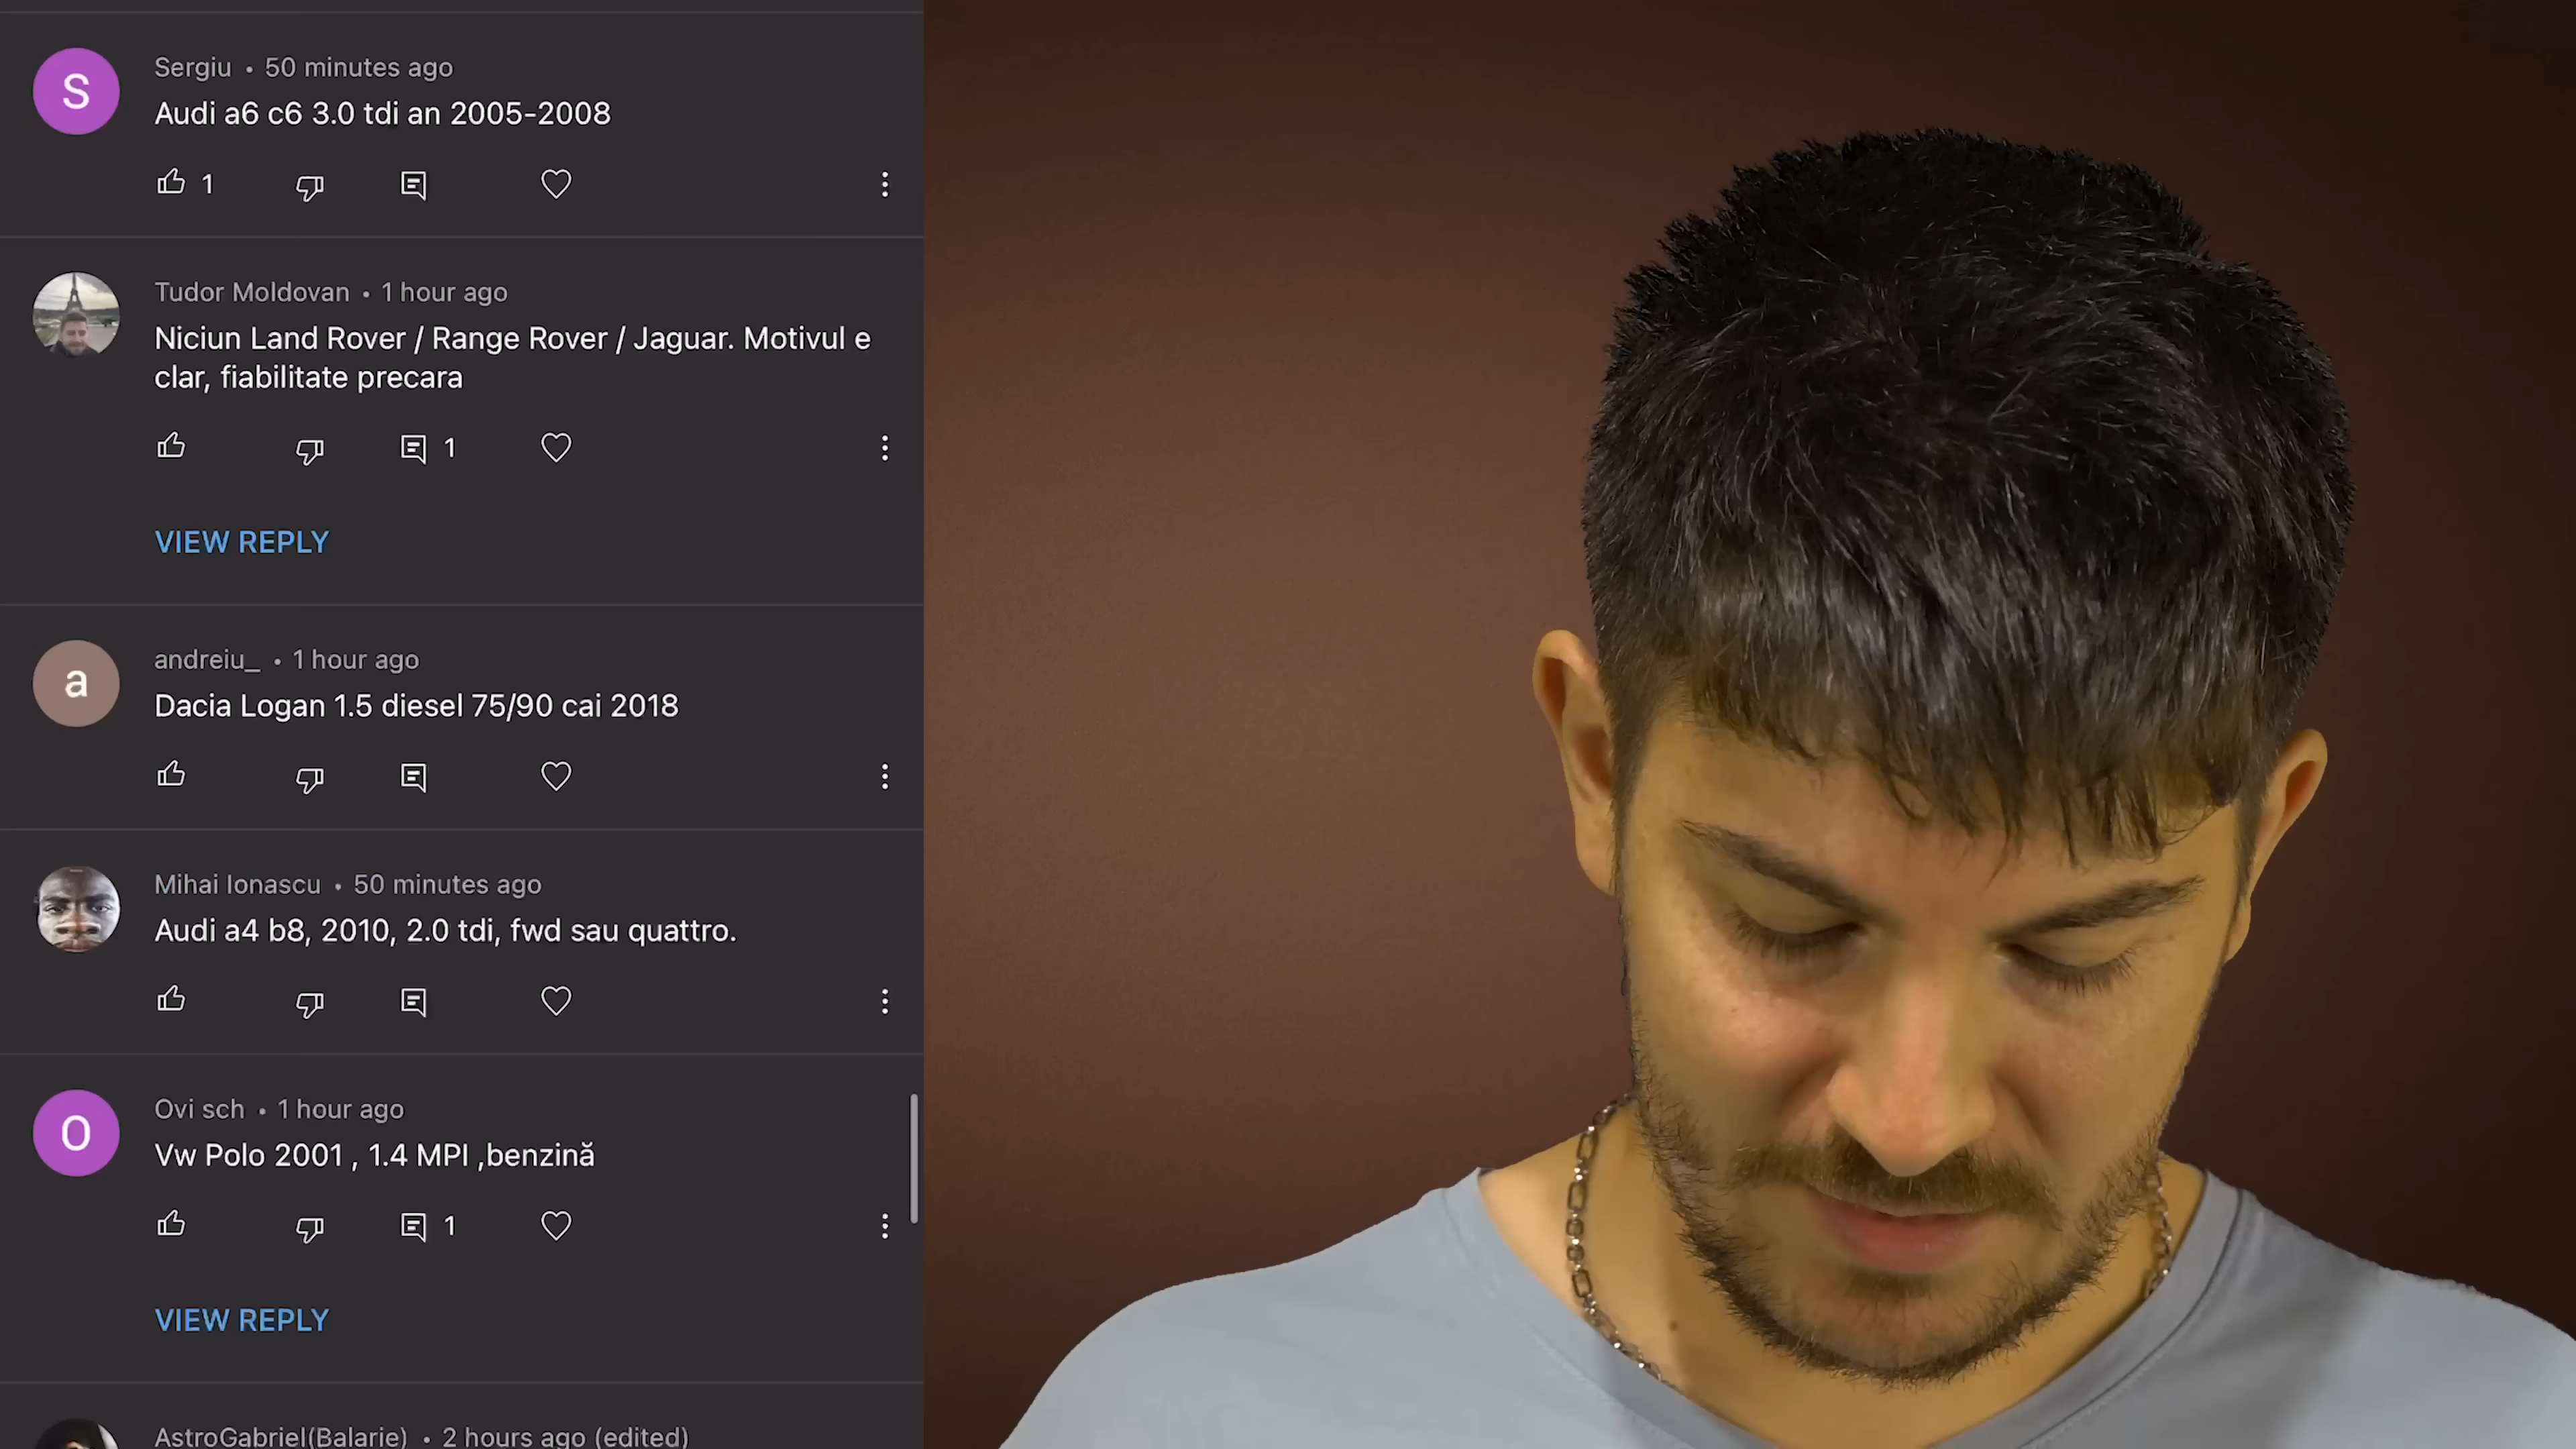 S
Sergiu • 50 minutes ago
Audi a6 c6 3.0 tdi an 2005-2008
1
Tudor Moldovan • 1 hour ago
Niciun Land Rover / Range Rover / Jaguar. Motivul e
clar, fiabilitate precara
1
VIEW REPLY
a
andreiu_ • 1 hour ago
Dacia Logan 1.5 diesel 75/90 cai 2018
Mihai Ionascu • 50 minutes ago
Audi a4 b8, 2010, 2.0 tdi, fwd sau quattro.
O
Ovi sch • 1 hour ago
Vw Polo 2001 , 1.4 MPI ,benzină
1
VIEW REPLY
AstroGabriel(Balarie) • 2 hours ago (edited)